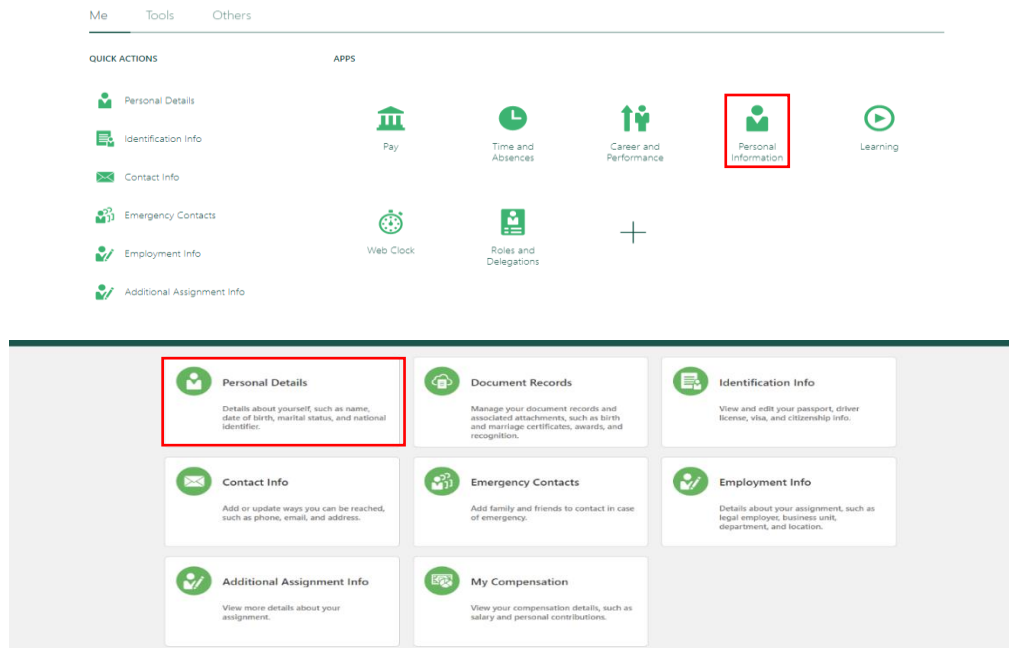 Me Tools Others
QUICK ACTIONS
Personal Details
Identification Info
Contact Info
Emergency Contacts
Employment Info
Additional Assignment Info
APPS
Pay
Time and
Absences
Career and
Performance
Personal
Information
Learning
Web Clock
Roles and
Delegations
Personal Details
Details about yourself, such as name,
date of birth, marital status, and national
identifier.
Document Records
Manage your document records and
associated attachments, such as birth
and marriage certificates, awards, and
recognition.
Identification Info
View and edit your passport, driver
license, visa, and citizenship info.
Contact Info
Add or update ways you can be reached,
such as phone, email, and address.
Emergency Contacts
Add family and friends to contact in case
of emergency.
Employment Info
Details about your assignment, such as
legal employer, business unit,
department, and location.
Additional Assignment Info
View more details about your
assignment.
My Compensation
View your compensation details, such as
salary and personal contributions.